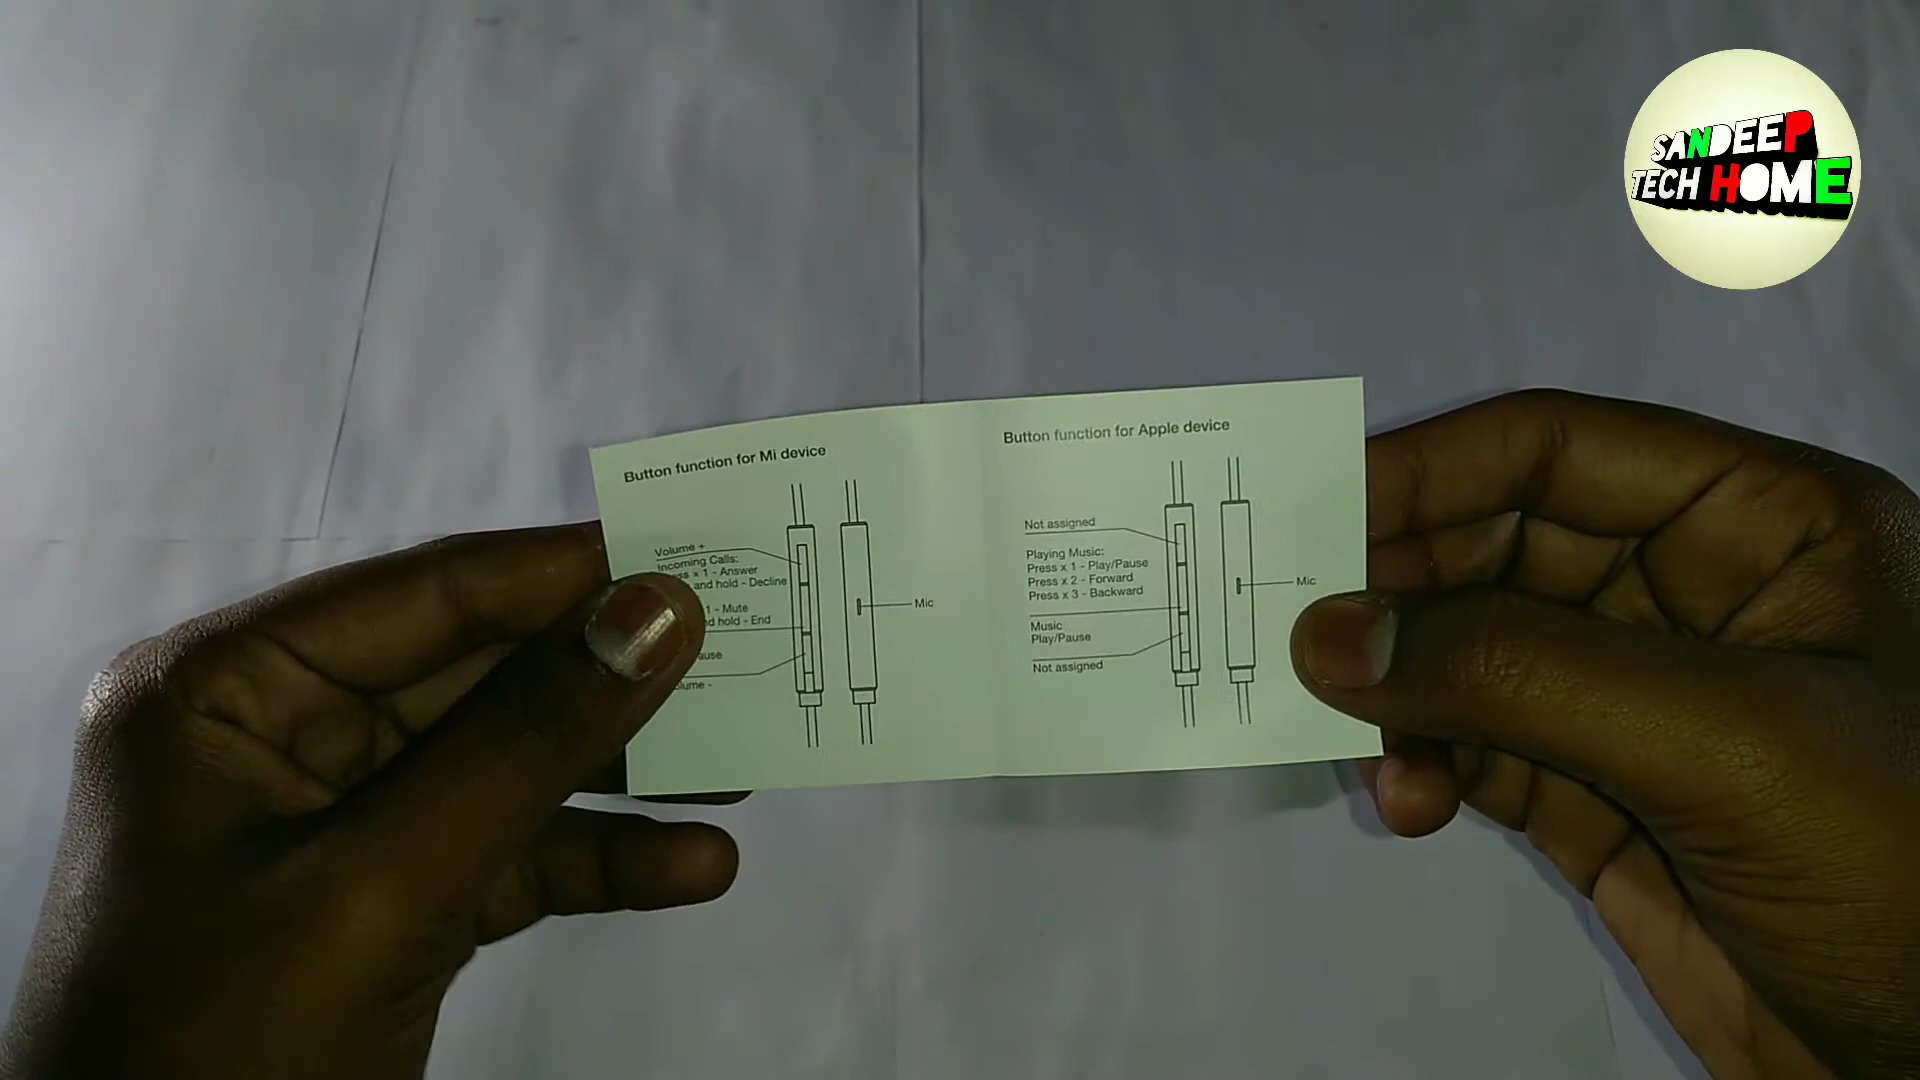 SANDEEP
TECH HOME
Button function for Mi device
Volume +
Incoming Calls:
× 1 - Answer
and hold - Decline
1 - Mute
hold - End
Mic
Button function for Apple device
Not assigned
Playing Music:
Press x 1 - Play/Pause
Press x 2 - Forward
Press x 3 - Backward
Music
Play/Pause
Not assigned
Mic